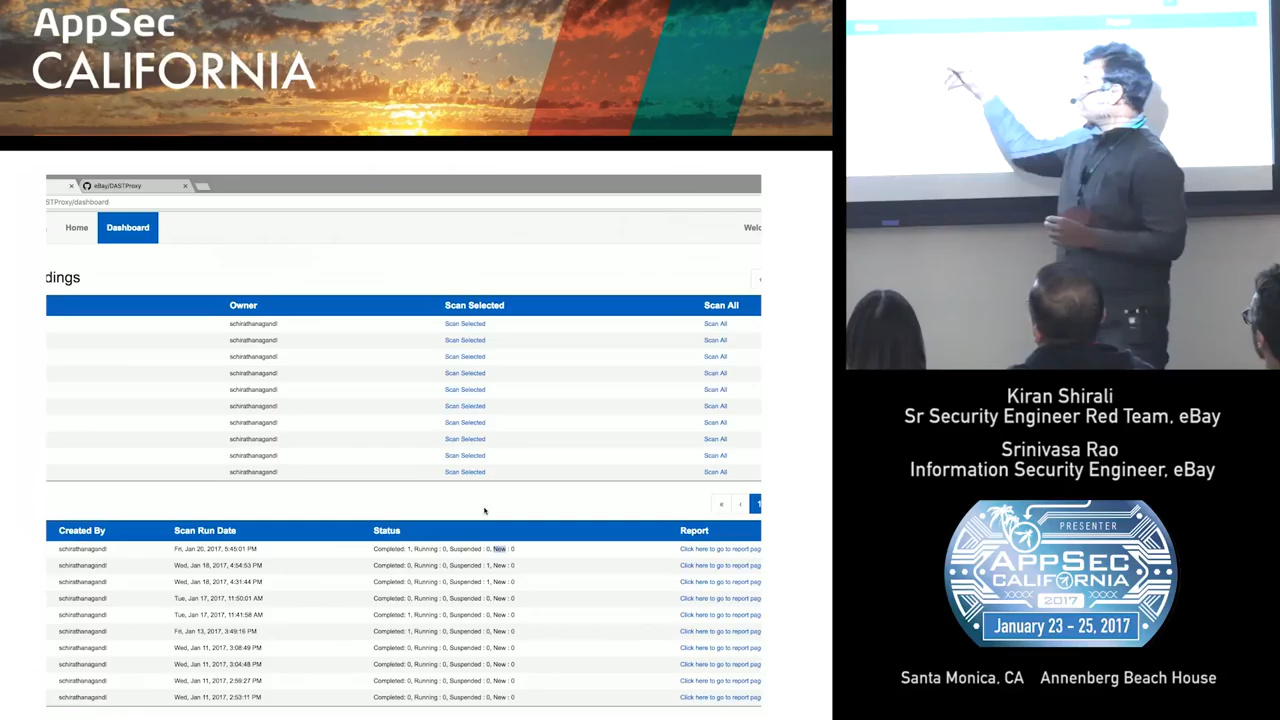 AppSec
CALIFORNIA
eBay/DASTProxy
STProxy/dashboard
Home Dashboard Welc
dings
Owner Scan Selected Scan All
schirathanagandl Scan Selected Scan All
schirathanagandl Scan Selected Scan All
schirathanagandl Scan Selected Scan All
schirathanagandl Scan Selected Scan All
schirathanagandl Scan Selected Scan All
schirathanagandl Scan Selected Scan All
schirathanagandl Scan Selected Scan All
schirathanagandl Scan Selected Scan All
schirathanagandl Scan Selected Scan All
schirathanagandl Scan Selected Scan All
« ‹ 1
Created By Scan Run Date Status Report
schirathanagandl Fri, Jan 20, 2017, 5:45:01 PM Completed: 1, Running : 0, Suspended : 0, New : 0 Click here to go to report pag
schirathanagandl Wed, Jan 18, 2017, 4:54:53 PM Completed: 0, Running : 0, Suspended : 1, New : 0 Click here to go to report pag
schirathanagandl Wed, Jan 18, 2017, 4:31:44 PM Completed: 0, Running : 0, Suspended : 1, New : 0 Click here to go to report pag
schirathanagandl Tue, Jan 17, 2017, 11:50:01 AM Completed: 0, Running : 0, Suspended : 0, New : 0 Click here to go to report pag
schirathanagandl Tue, Jan 17, 2017, 11:41:58 AM Completed: 1, Running : 0, Suspended : 0, New : 0 Click here to go to report pag
schirathanagandl Fri, Jan 13, 2017, 3:49:16 PM Completed: 0, Running : 0, Suspended : 0, New : 0 Click here to go to report pag
schirathanagandl Wed, Jan 11, 2017, 3:08:49 PM Completed: 0, Running : 0, Suspended : 0, New : 0 Click here to go to report pag
schirathanagandl Wed, Jan 11, 2017, 3:04:48 PM Completed: 0, Running : 0, Suspended : 0, New : 0 Click here to go to report pag
schirathanagandl Wed, Jan 11, 2017, 2:59:27 PM Completed: 0, Running : 0, Suspended : 0, New : 0 Click here to go to report pag
schirathanagandl Wed, Jan 11, 2017, 2:53:11 PM Completed: 0, Running : 0, Suspended : 0, New : 0 Click here to go to report pag
Kiran Shirali
Sr Security Engineer Red Team, eBay
Srinivasa Rao
Information Security Engineer, eBay
PRESENTER
APPSEC
CALIFORNIA
2017
January 23 - 25, 2017
Santa Monica, CA Annenberg Beach House